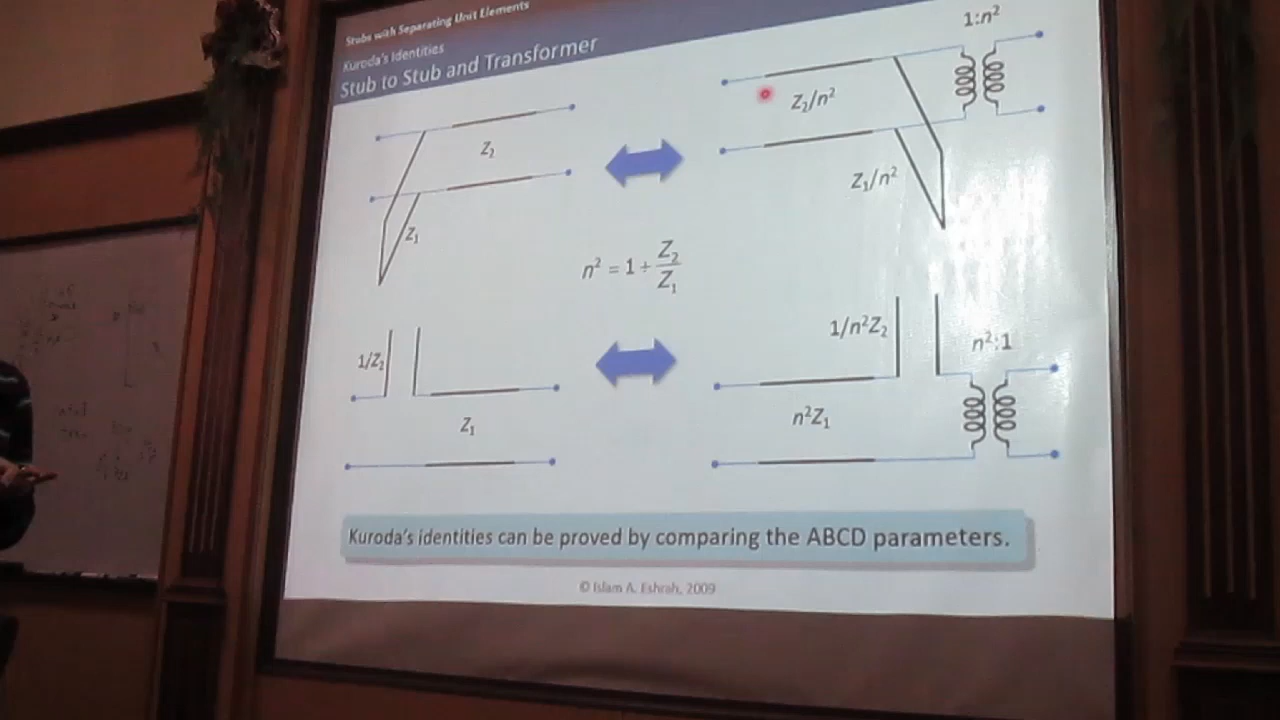 Stubs with Separating Unit Elements
Kuroda's Identities
Stub to Stub and Transformer
1:n²
Z₂/n²
Z₂
Z₁/n²
Z₁
n² = 1 + Z₂/Z₁
1/n²Z₂
n²:1
1/Z₂
Z₁
n²Z₁
Kuroda's identities can be proved by comparing the ABCD parameters.
© Islam A. Eshrah, 2009